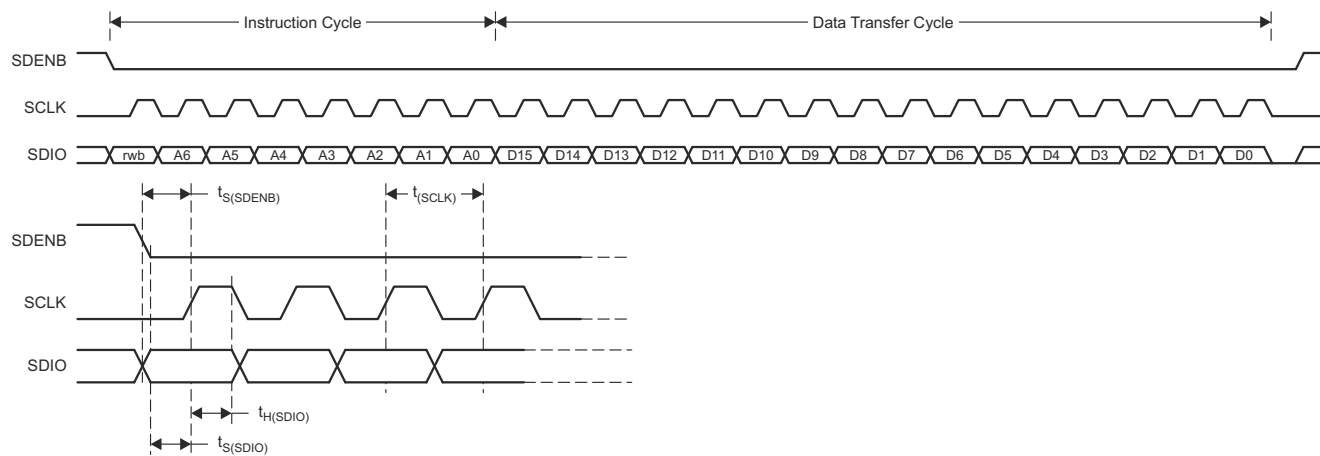 Instruction Cycle Data Transfer Cycle
SDENB
SCLK
SDIO rwb A6 A5 A4 A3 A2 A1 A0 D15 D14 D13 D12 D11 D10 D9 D8 D7 D6 D5 D4 D3 D2 D1 D0
tS(SDENB) t(SCLK)
SDENB
SCLK
SDIO
tH(SDIO)
tS(SDIO)